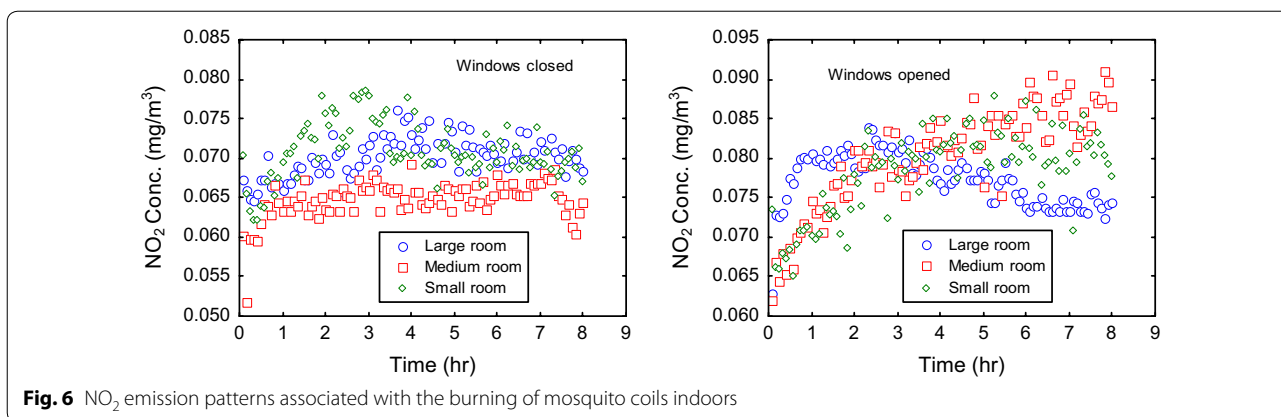 0.085
0.080
0.075
0.070
0.065
0.060
0.055
0.050
NO₂ Conc. (mg/m³)
Windows closed
Large room
Medium room
Small room
0 1 2 3 4 5 6 7 8 9
Time (hr)
0.095
0.090
0.085
0.080
0.075
0.070
0.065
0.060
NO₂ Conc. (mg/m³)
Windows opened
Large room
Medium room
Small room
0 1 2 3 4 5 6 7 8 9
Time (hr)
Fig. 6 NO₂ emission patterns associated with the burning of mosquito coils indoors